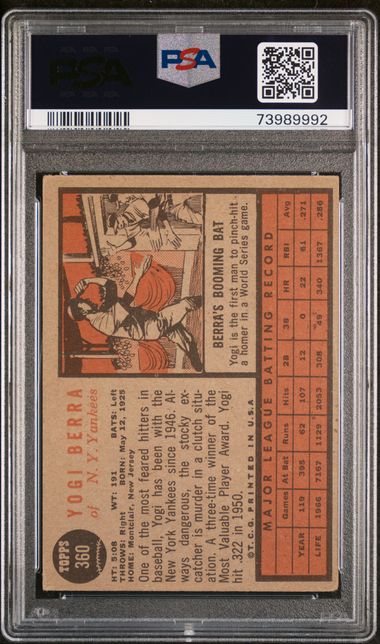 PSA
PSA
73989992
TOPPS
360
YOGI BERRA
of N. Y. Yankees
HT: 5:08 WT: 191 BATS: Left
THROWS: Right BORN: May 12, 1925
HOME: Montclair, New Jersey
One of the most feared hitters in
baseball, Yogi has been with the
New York Yankees since 1946. Al-
ways dangerous, the stocky ex-
catcher is murder in a clutch situ-
ation. A three-time winner of the
Most Valuable Player Award, Yogi
hit .322 in 1950.
©T.C.G. PRINTED IN U.S.A.
BERRA'S BOOMING BAT
Yogi is the first man to pinch-hit
a homer in a World Series game.
MAJOR LEAGUE BATTING RECORD
Games At Bat Runs Hits 2B 3B HR RBI Avg
YEAR 119 395 62 107 12 0 22 61 .271
LIFE 1966 7167 1129 2053 308 49 340 1367 .286